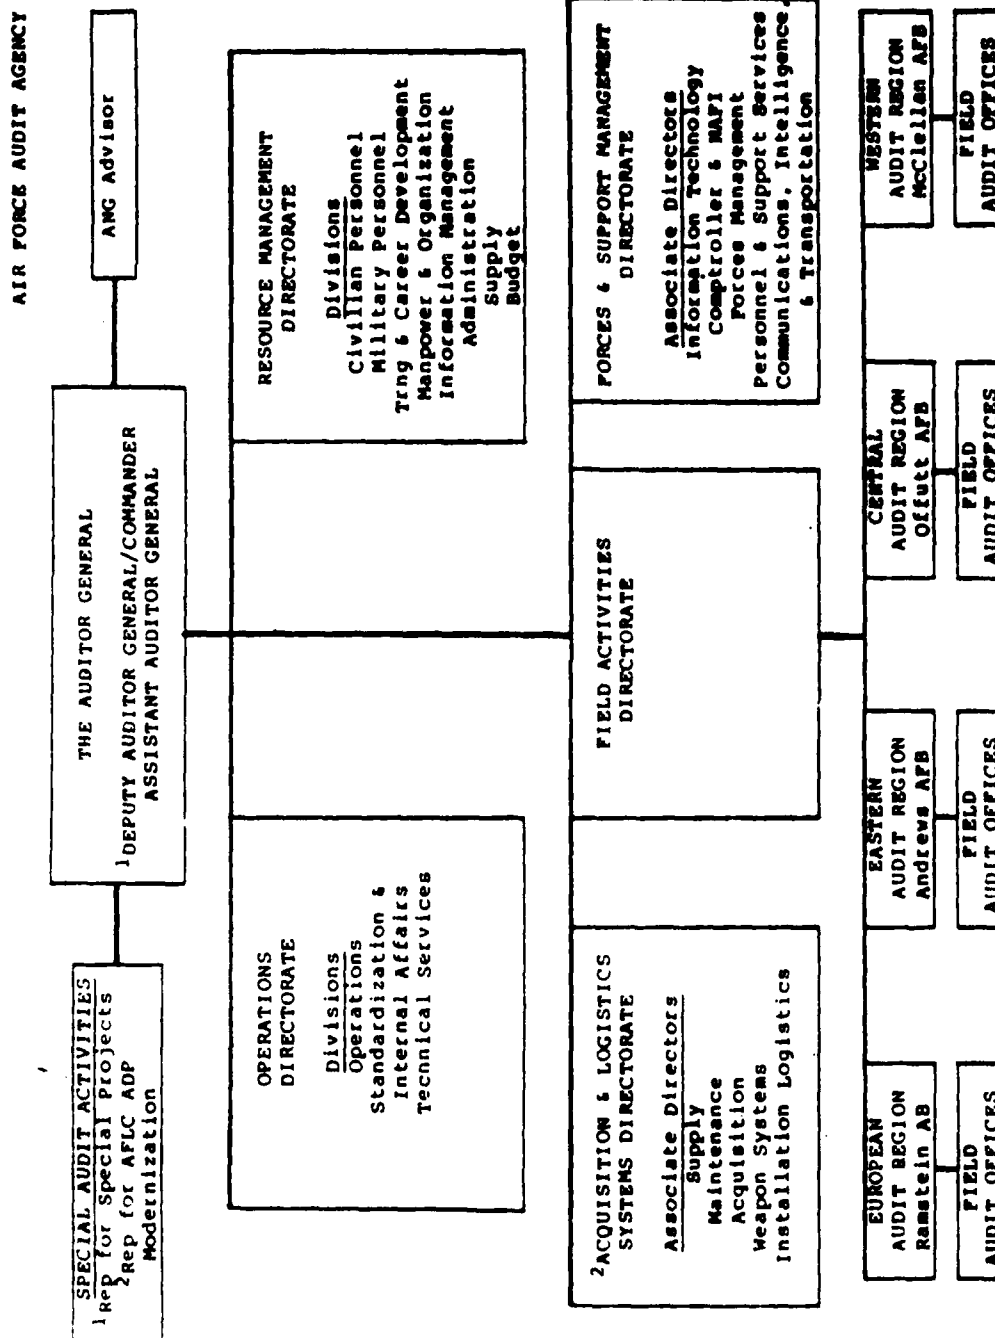 AIR FORCE AUDIT AGENCY
SPECIAL AUDIT ACTIVITIES
1Rep for Special Projects
2Rep for AFLC ADP
Modernization
THE AUDITOR GENERAL
1DEPUTY AUDITOR GENERAL/COMMANDER
ASSISTANT AUDITOR GENERAL
ANG Advisor
OPERATIONS
DIRECTORATE
Divisions
Operations
Standardization &
Internal Affairs
Technical Services
RESOURCE MANAGEMENT
DIRECTORATE
Divisions
Civilian Personnel
Military Personnel
Trng & Career Development
Manpower & Organization
Information Management
Administration
Supply
Budget
2ACQUISITION & LOGISTICS
SYSTEMS DIRECTORATE
Associate Directors
Supply
Maintenance
Acquisition
Weapon Systems
Installation Logistics
FIELD ACTIVITIES
DIRECTORATE
FORCES & SUPPORT MANAGEMENT
DIRECTORATE
Associate Directors
Information Technology
Comptroller & NAFI
Forces Management
Personnel & Support Services
Communications, Intelligence,
& Transportation
EUROPEAN
AUDIT REGION
Ramstein AB
EASTERN
AUDIT REGION
Andrews AFB
CENTRAL
AUDIT REGION
Offutt AFB
WESTERN
AUDIT REGION
McClellan AFB
FIELD
AUDIT OFFICES
FIELD
AUDIT OFFICES
FIELD
AUDIT OFFICES
FIELD
AUDIT OFFICES